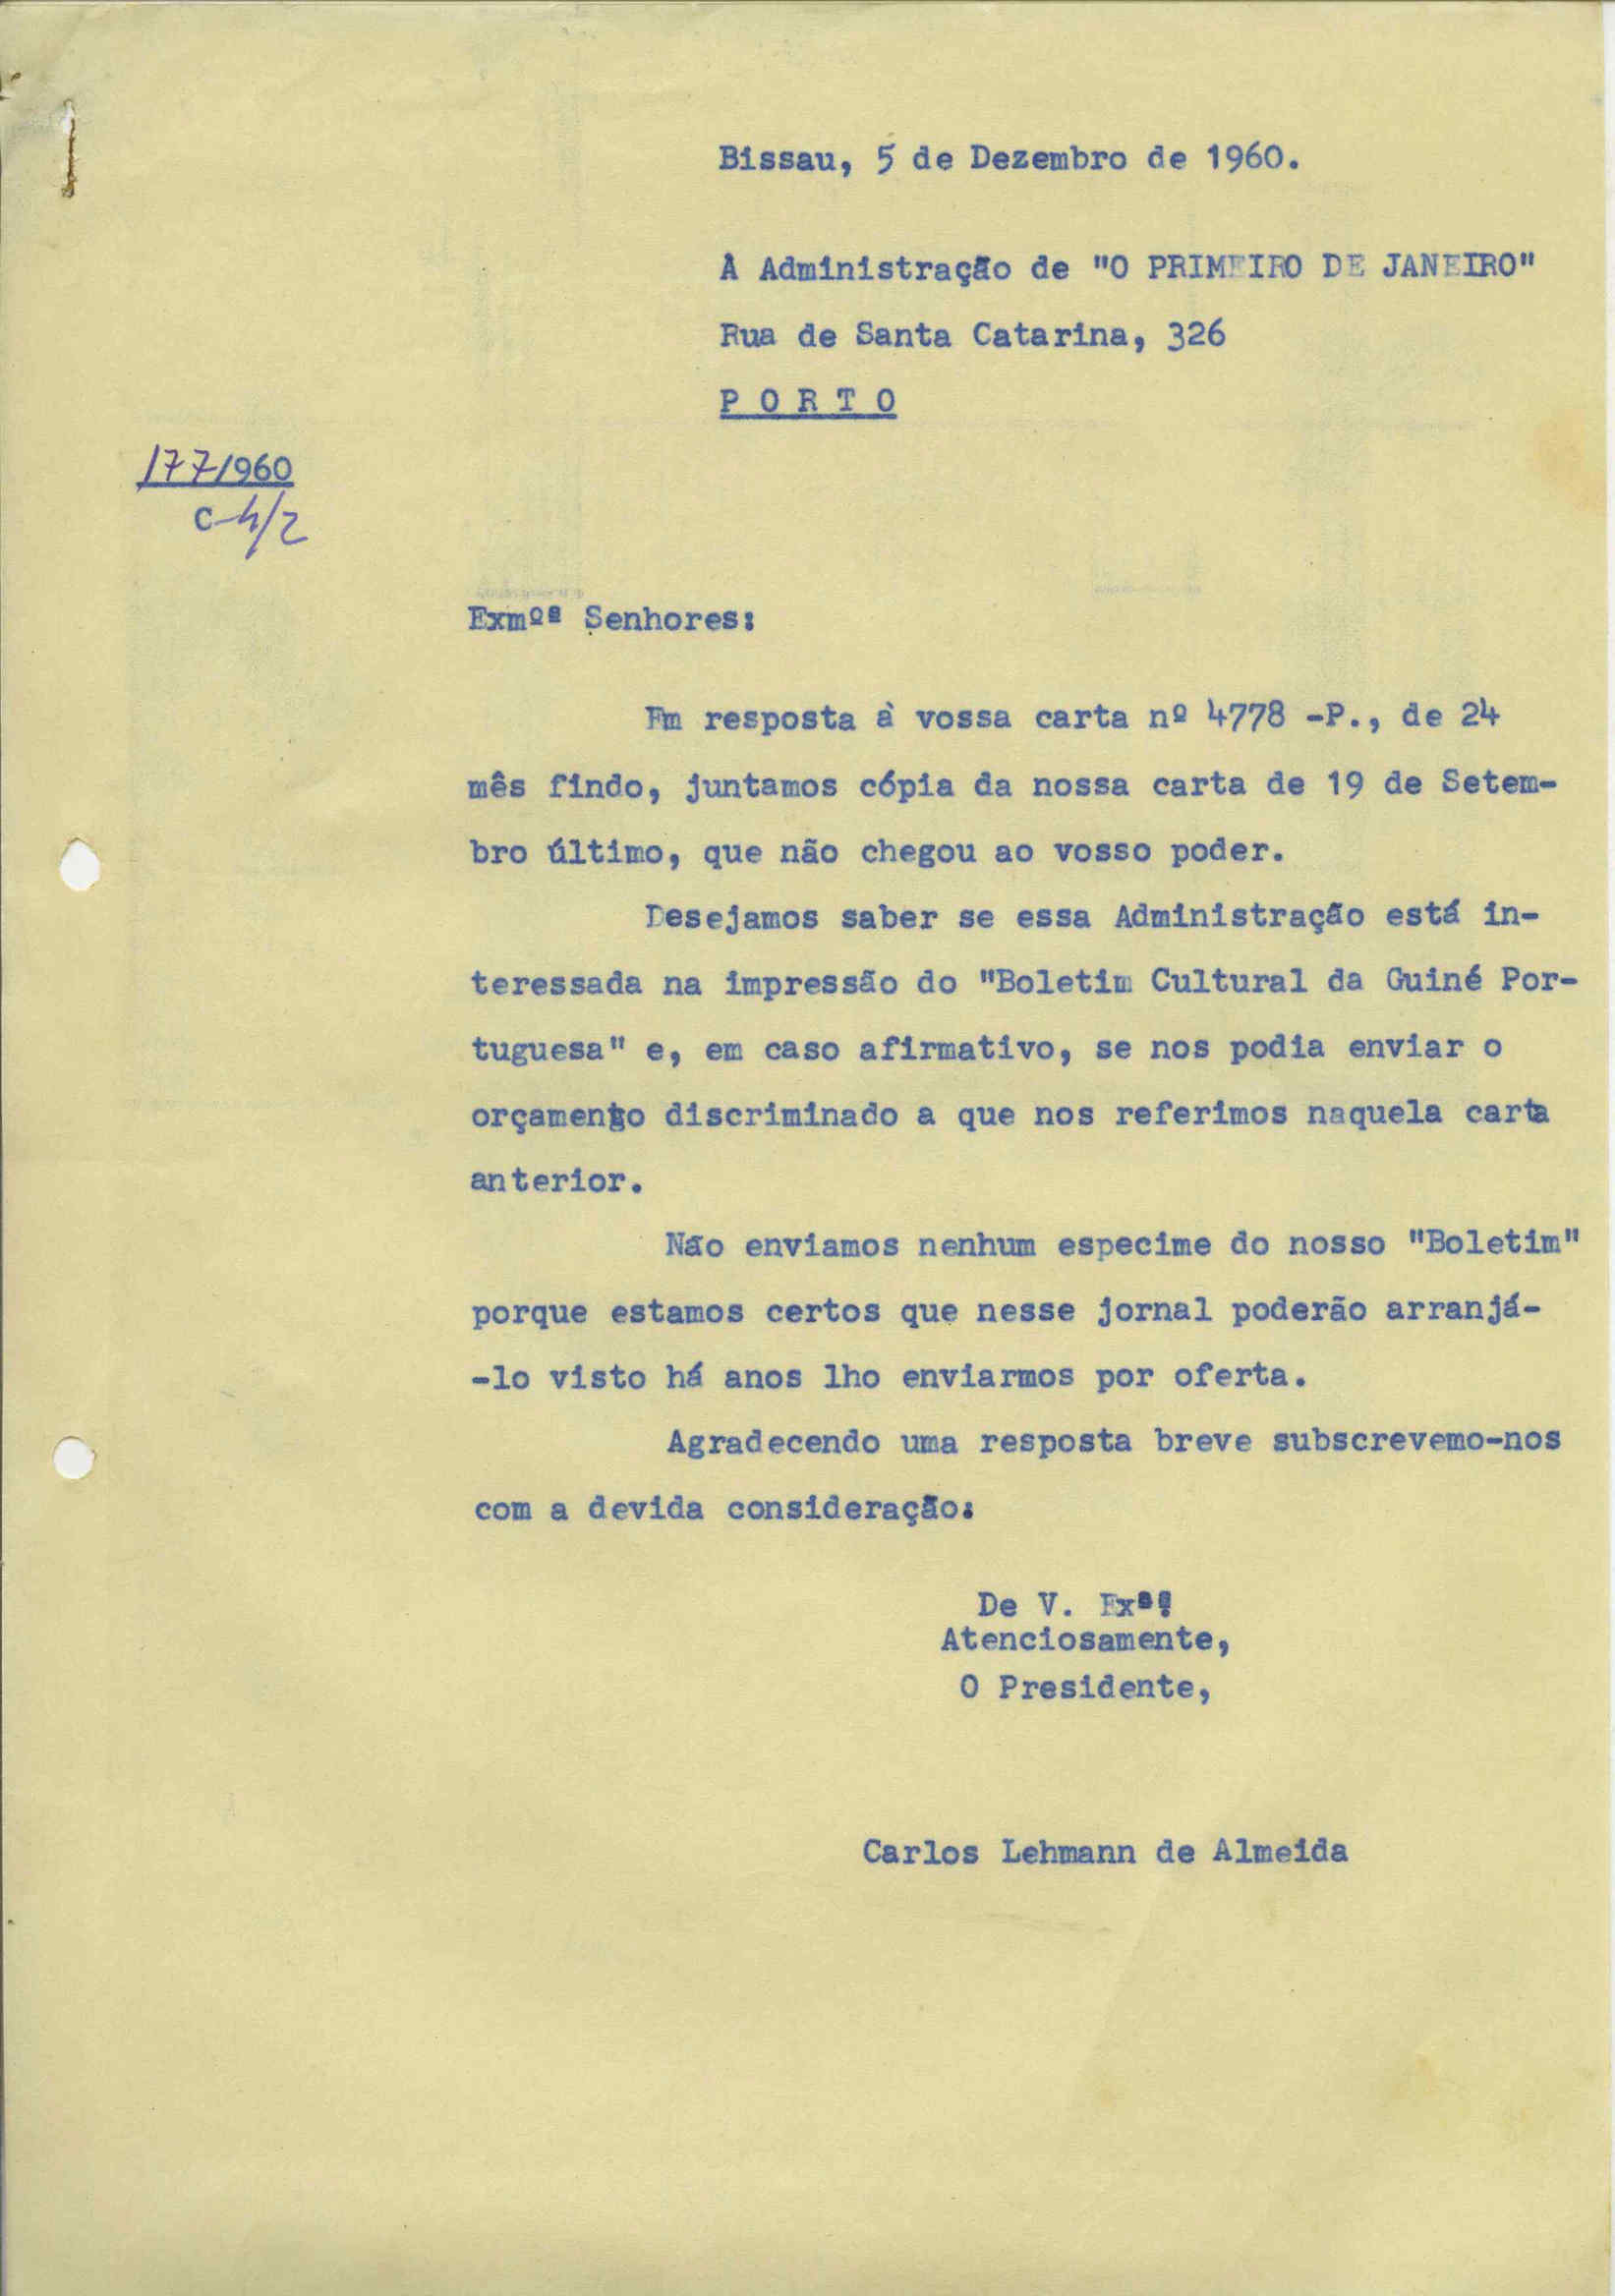 Bissau, 5 de Dezembro de 1960.
À Administração de "O PRIMEIRO DE JANEIRO"
Rua de Santa Catarina, 326
P O R T O
177/960
C-4/2
Exmºˢ Senhores:
Em resposta à vossa carta nº 4778 -P., de 24
mês findo, juntamos cópia da nossa carta de 19 de Setem-
bro último, que não chegou ao vosso poder.
Desejamos saber se essa Administração está in-
teressada na impressão do "Boletim Cultural da Guiné Por-
tuguesa" e, em caso afirmativo, se nos podia enviar o
orçamento discriminado a que nos referimos naquela carta
anterior.
Não enviamos nenhum especime do nosso "Boletim"
porque estamos certos que nesse jornal poderão arranjá-
-lo visto há anos lho enviarmos por oferta.
Agradecendo uma resposta breve subscrevemo-nos
com a devida consideração:
De V. Exªˢ
Atenciosamente,
O Presidente,
Carlos Lehmann de Almeida